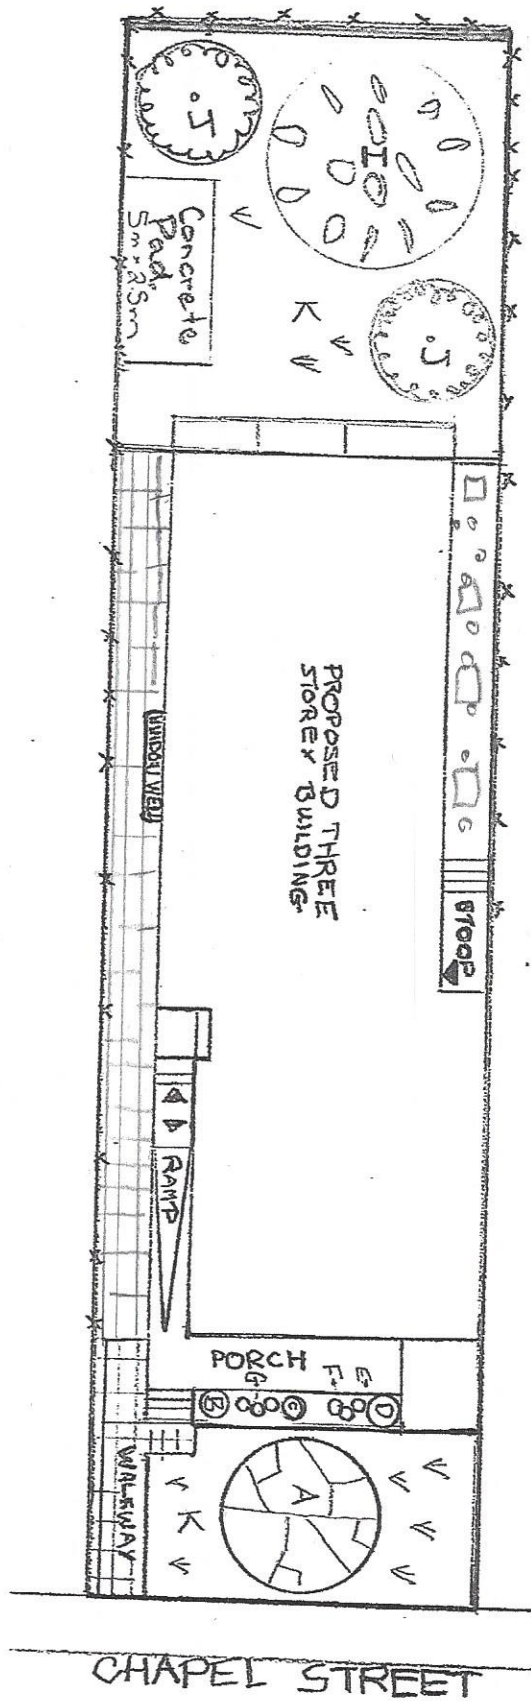 J
I
Concrete
Pad
5m x 2.5m
K
J
PROPOSED THREE
STOREY BUILDING
WINDOW WELL
G
STOOP
RAMP
PORCH
E
F
G
B
C
D
A
K
WALKWAY
CHAPEL STREET